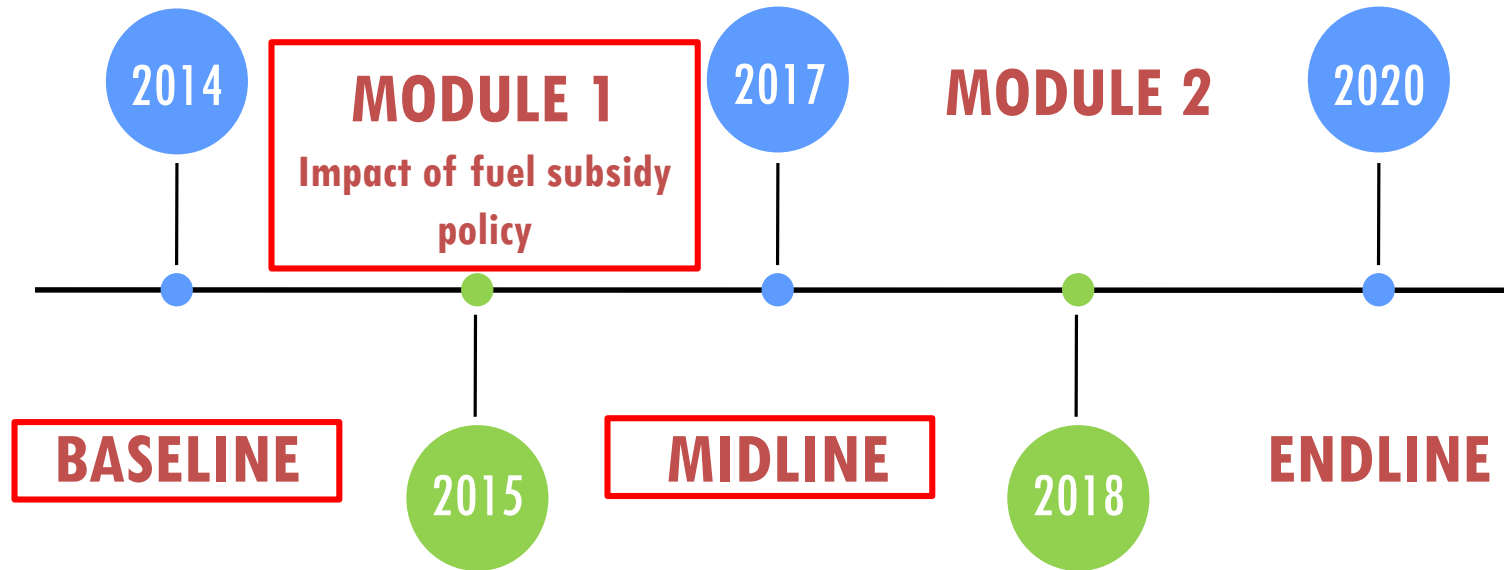 2014
MODULE 1
Impact of fuel subsidy
policy
2017
MODULE 2
2020
BASELINE
2015
MIDLINE
2018
ENDLINE